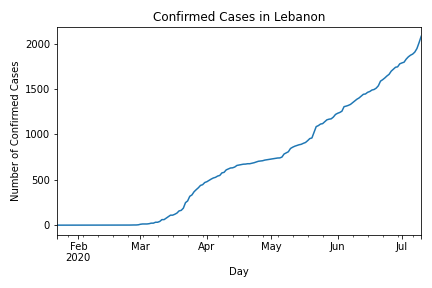 Confirmed Cases in Lebanon
Number of Confirmed Cases
2000
1500
1000
500
0
Feb Mar Apr May Jun Jul
2020
Day